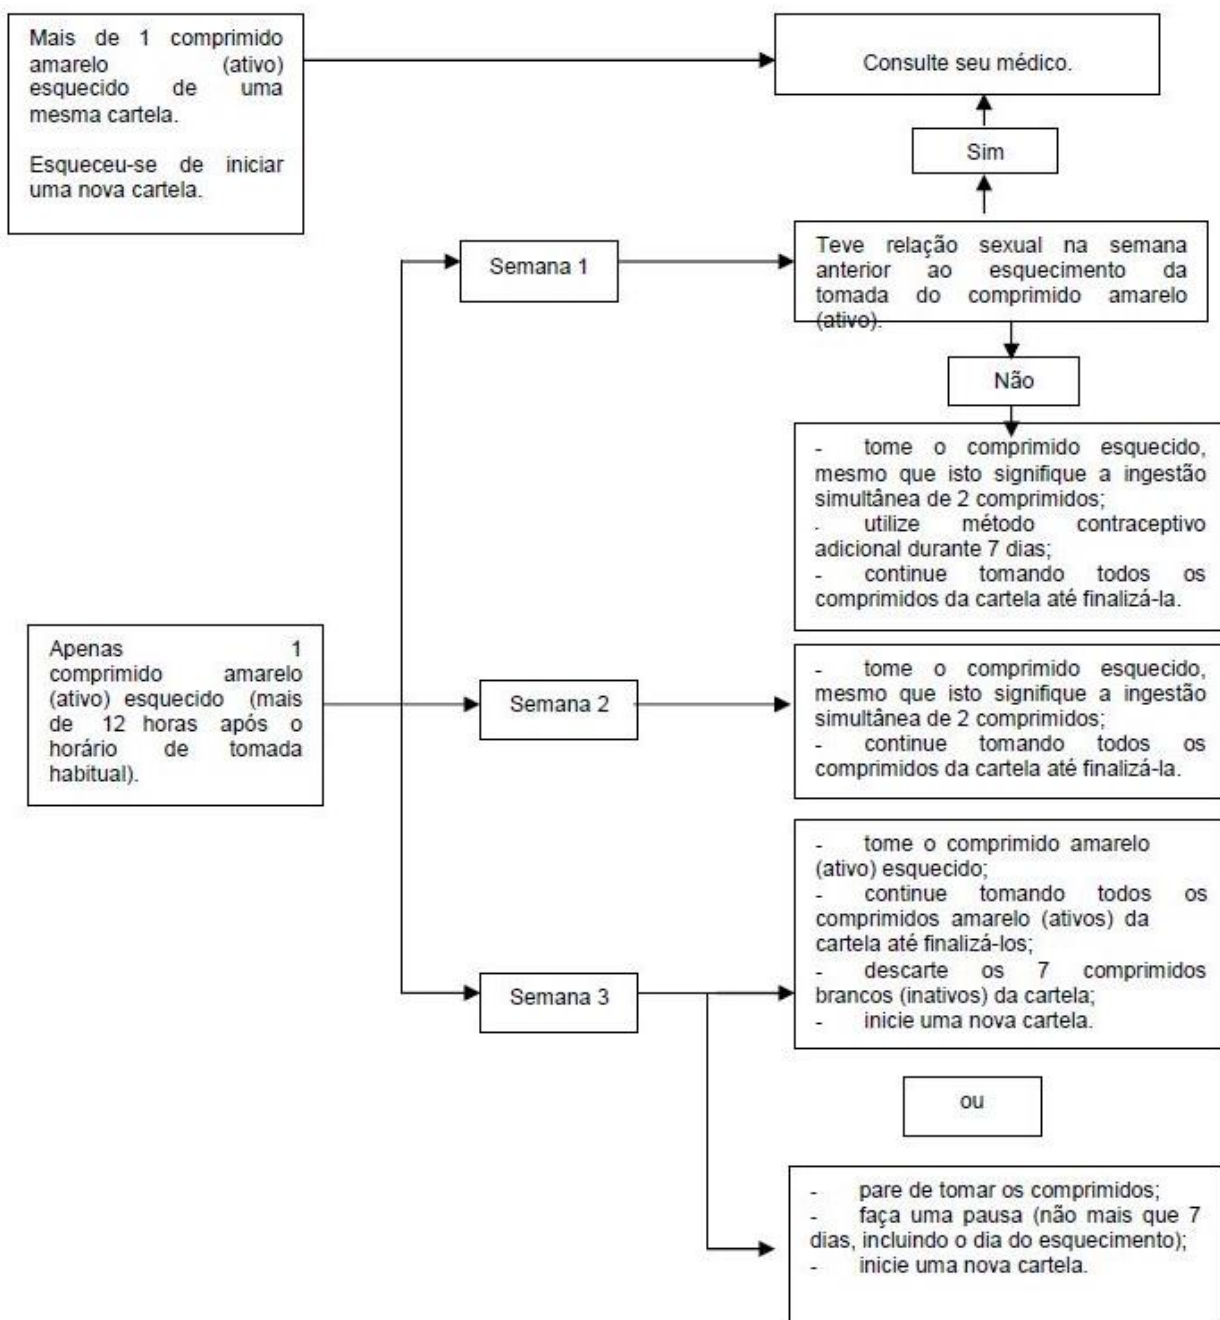 Mais de 1 comprimido
amarelo (ativo)
esquecido de uma
mesma cartela.
Esqueceu-se de iniciar
uma nova cartela.
Consulte seu médico.
Sim
Semana 1
Teve relação sexual na semana
anterior ao esquecimento da
tomada do comprimido amarelo
(ativo).
Não
- tome o comprimido esquecido,
mesmo que isto signifique a ingestão
simultânea de 2 comprimidos;
- utilize método contraceptivo
adicional durante 7 dias;
- continue tomando todos os
comprimidos da cartela até finalizá-la.
Apenas 1
comprimido amarelo
(ativo) esquecido (mais
de 12 horas após o
horário de tomada
habitual).
Semana 2
- tome o comprimido esquecido,
mesmo que isto signifique a ingestão
simultânea de 2 comprimidos;
- continue tomando todos os
comprimidos da cartela até finalizá-la.
Semana 3
- tome o comprimido amarelo
(ativo) esquecido;
- continue tomando todos os
comprimidos amarelo (ativos) da
cartela até finalizá-los;
- descarte os 7 comprimidos
brancos (inativos) da cartela;
- inicie uma nova cartela.
ou
- pare de tomar os comprimidos;
- faça uma pausa (não mais que 7
dias, incluindo o dia do esquecimento);
- inicie uma nova cartela.